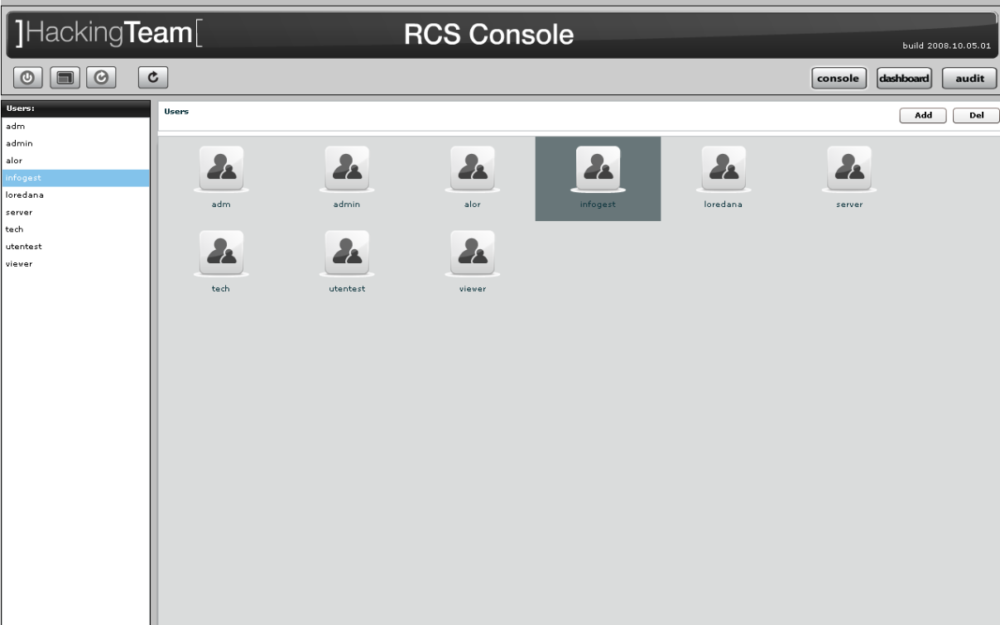 ]HackingTeam[
RCS Console
build 2008.10.05.01
console
dashboard
audit
Users:
adm
admin
alor
infogest
loredana
server
tech
utentest
viewer
Users
Add
Del
adm
admin
alor
infogest
loredana
server
tech
utentest
viewer